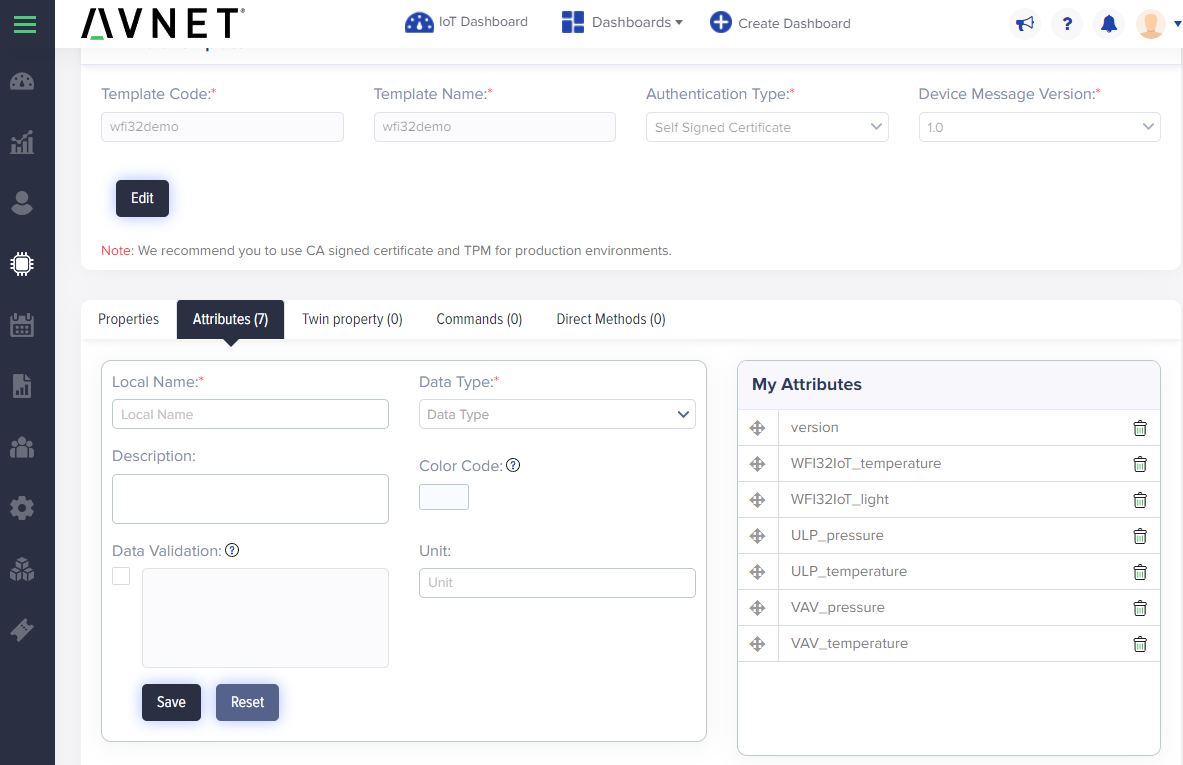 AVNET®
IoT Dashboard
Dashboards
Create Dashboard
?
Template Code:*
Template Name:*
Authentication Type:*
Device Message Version:*
wfi32demo
wfi32demo
Self Signed Certificate
1.0
Edit
Note: We recommend you to use CA signed certificate and TPM for production environments.
Properties
Attributes (7)
Twin property (0)
Commands (0)
Direct Methods (0)
Local Name:*
Local Name
Data Type:*
Data Type
Description:
Color Code: ?
Data Validation: ?
Unit:
Unit
Save
Reset
My Attributes
version
WFI32IoT_temperature
WFI32IoT_light
ULP_pressure
ULP_temperature
VAV_pressure
VAV_temperature